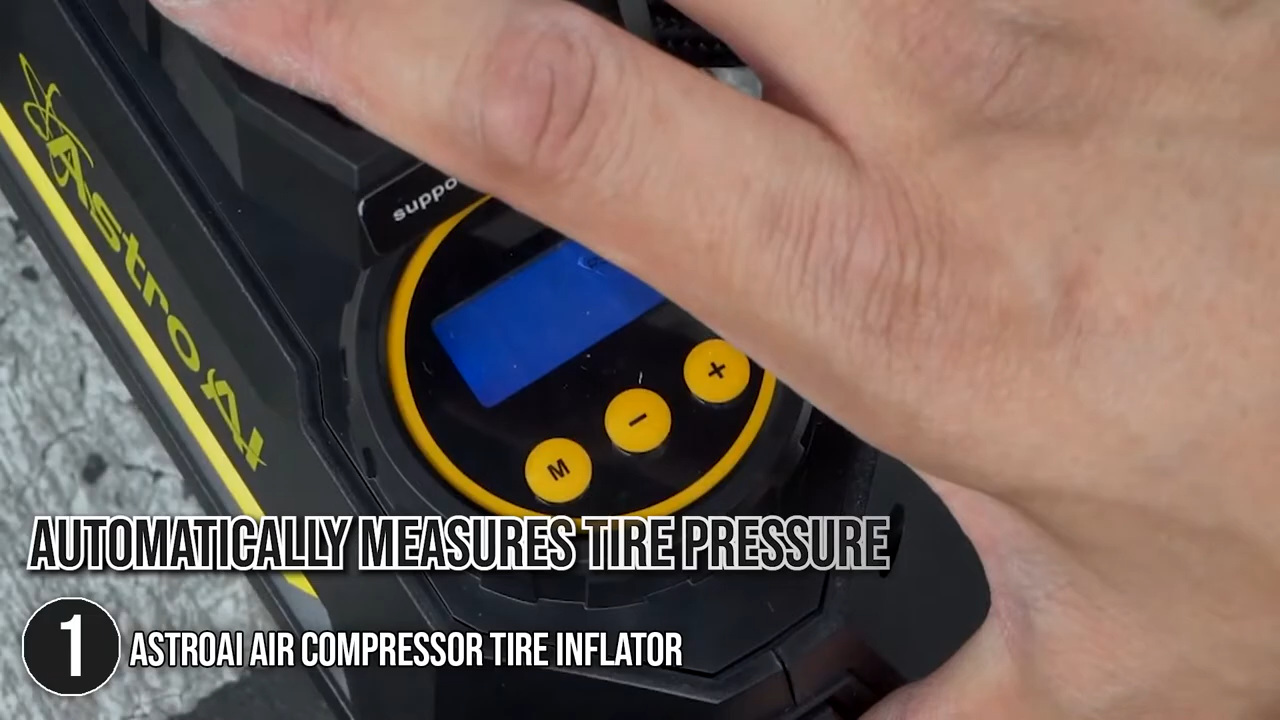 AstroAI
suppo
+
−
M
AUTOMATICALLY MEASURES TIRE PRESSURE
1
ASTROAI AIR COMPRESSOR TIRE INFLATOR